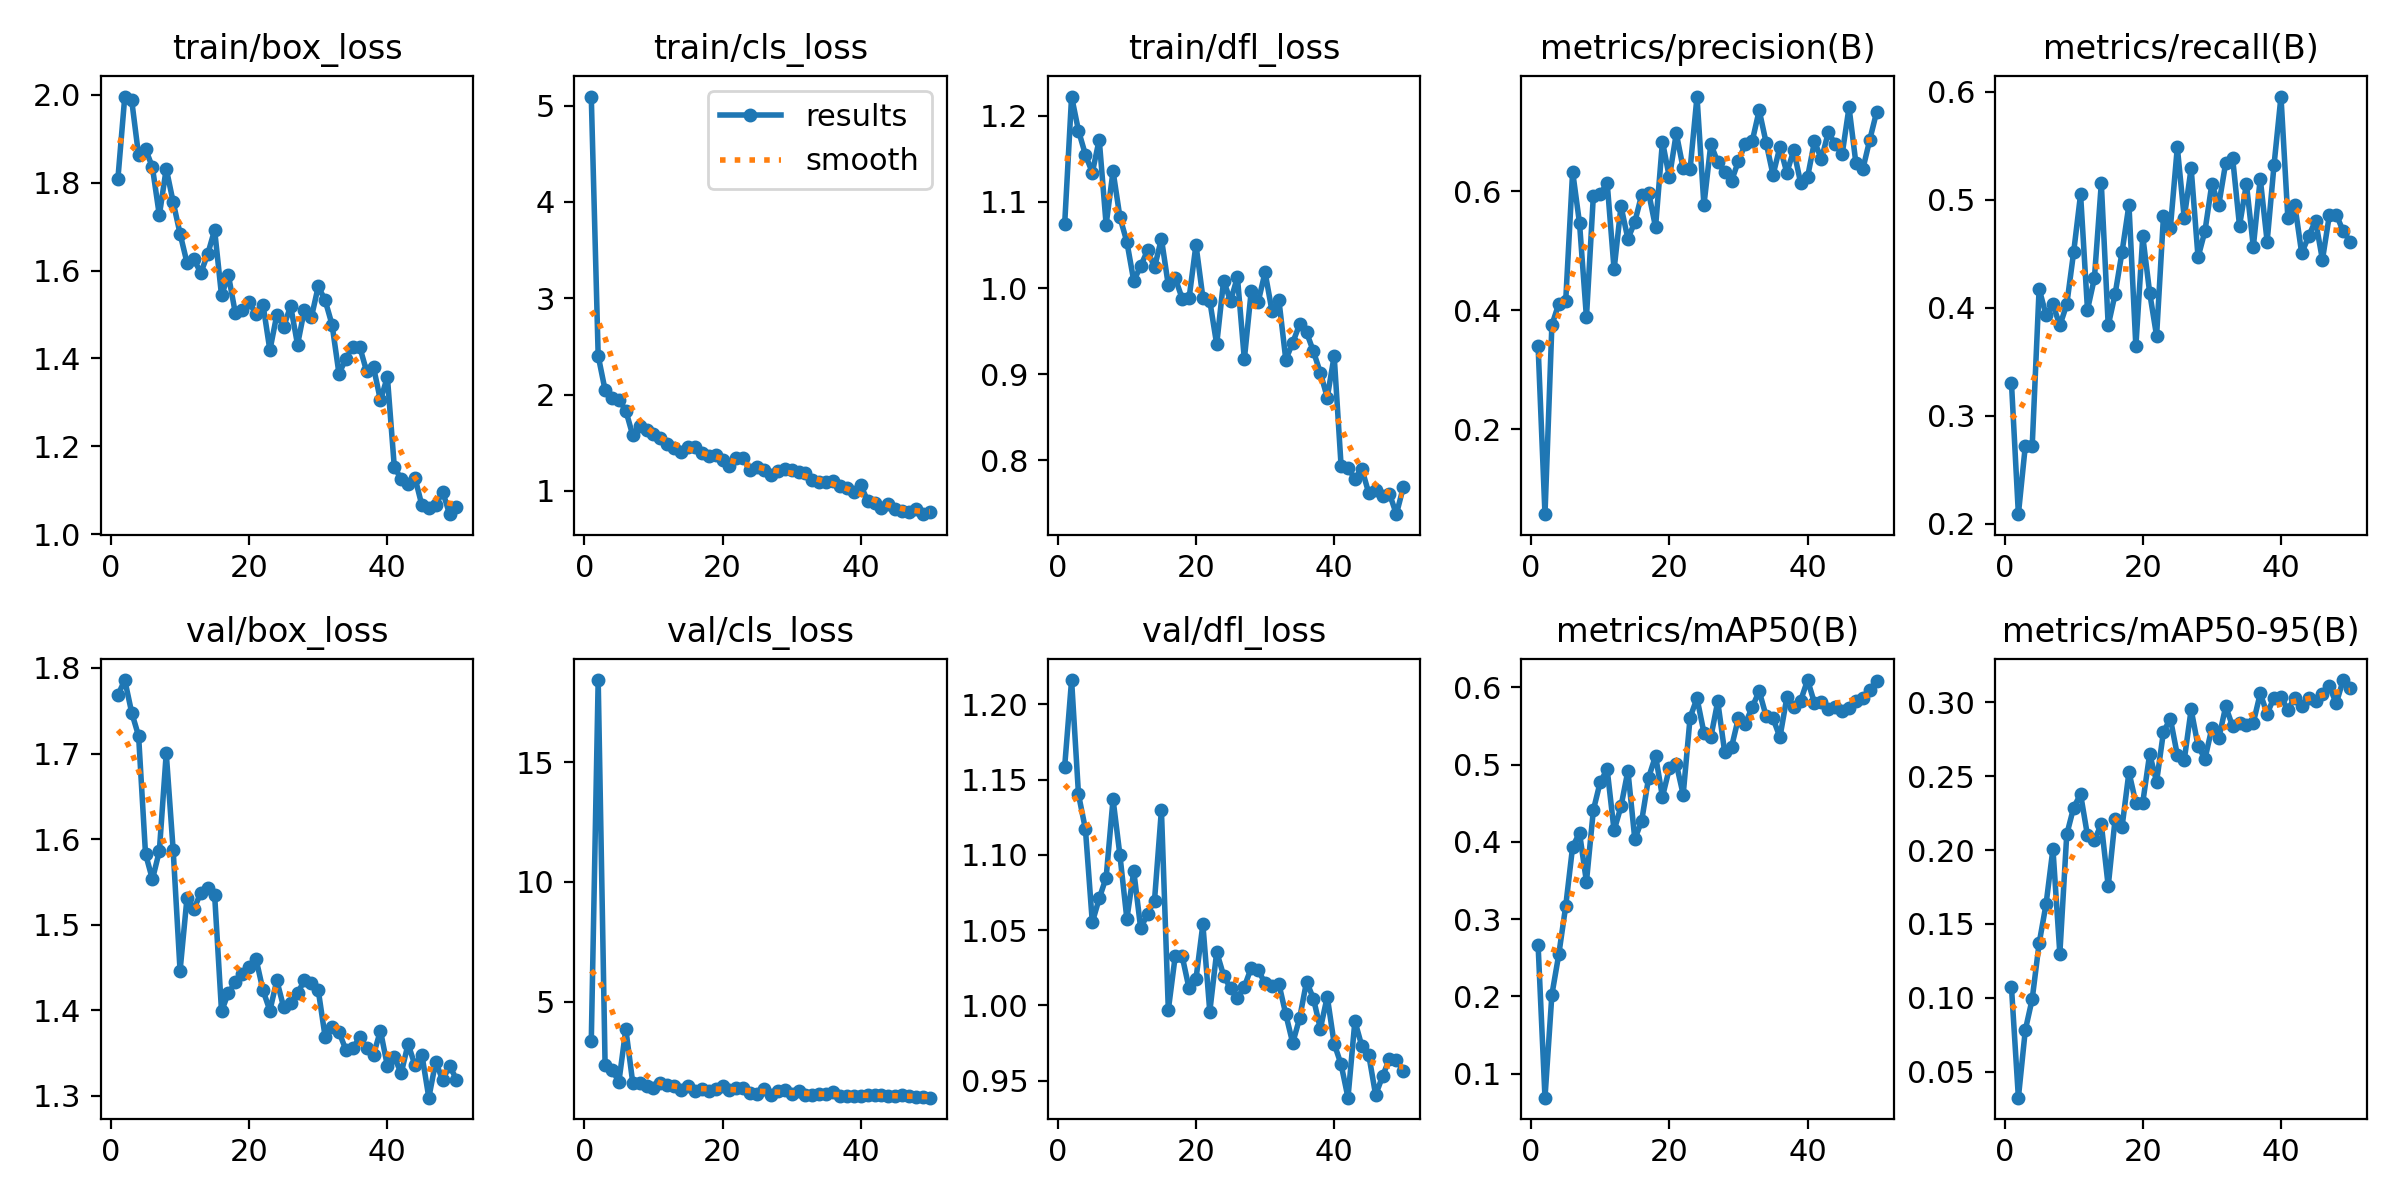 train/box_loss
train/cls_loss
train/dfl_loss
metrics/precision(B)
metrics/recall(B)
2.0
1.8
1.6
1.4
1.2
1.0
0 20 40
5
4
3
2
1
0 20 40
results
smooth
1.2
1.1
1.0
0.9
0.8
0 20 40
0.6
0.4
0.2
0 20 40
0.6
0.5
0.4
0.3
0.2
0 20 40
val/box_loss
val/cls_loss
val/dfl_loss
metrics/mAP50(B)
metrics/mAP50-95(B)
1.8
1.7
1.6
1.5
1.4
1.3
0 20 40
15
10
5
0 20 40
1.20
1.15
1.10
1.05
1.00
0.95
0 20 40
0.6
0.5
0.4
0.3
0.2
0.1
0 20 40
0.30
0.25
0.20
0.15
0.10
0.05
0 20 40